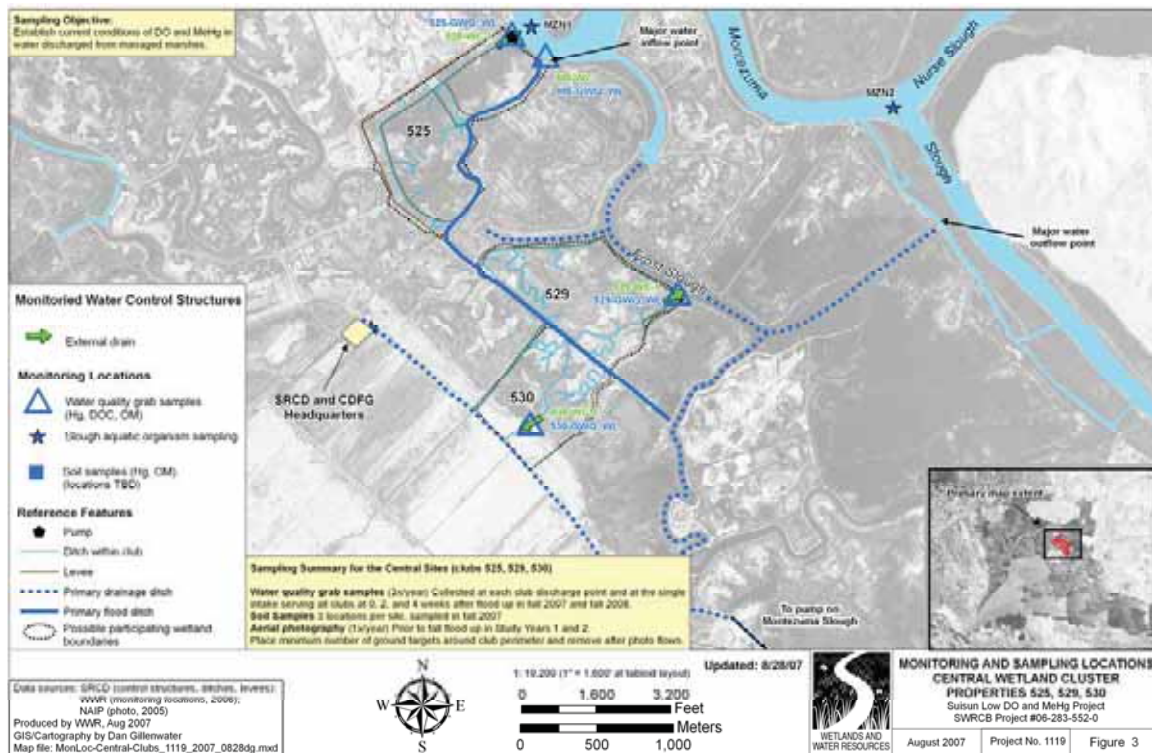 Sampling Objective:
Establish current conditions of DO and MeHg in
water discharged from managed marshes.
MZN1
Major water
inflow point
Montezuma
Nurse Slough
MZN2
Slough
525
Major water
outflow point
Frost Slough
529
530
SRCD and CDFG
Headquarters
Monitoried Water Control Structures
External drain
Monitoring Locations
Water quality grab samples
(Hg, DOC, OM)
Slough aquatic organism sampling
Soil samples (Hg, OM)
(locations TBD)
Reference Features
Pump
Ditch within club
Levee
Primary drainage ditch
Primary flood ditch
Possible participating wetland
boundaries
Sampling Summary for the Central Sites (clubs 525, 529, 530)
Water quality grab samples (3x/year) Collected at each club discharge point and at the single
intake serving all clubs at 0, 2, and 4 weeks after flood up in fall 2007 and fall 2008.
Soil Samples 3 locations per site, sampled in fall 2007
Aerial photography (1x/year) Prior to fall flood up in Study Years 1 and 2.
Place minimum number of ground targets around club perimeter and remove after photo flown.
To pump on
Montezuma Slough
Primary map extent
Data sources: SRCD (control structures, ditches, levees);
WWR (monitoring locations, 2006);
NAIP (photo, 2005)
Produced by WWR, Aug 2007
GIS/Cartography by Dan Gillenwater
Map file: MonLoc-Central-Clubs_1119_2007_0828dg.mxd
N
W E
S
1: 19,200 (1" = 1,600' at tabloid layout)
Updated: 8/28/07
0 1,600 3,200
Feet
Meters
0 500 1,000
WETLANDS AND
WATER RESOURCES
MONITORING AND SAMPLING LOCATIONS
CENTRAL WETLAND CLUSTER
PROPERTIES 525, 529, 530
Suisun Low DO and MeHg Project
SWRCB Project #06-283-552-0
August 2007
Project No. 1119
Figure 3